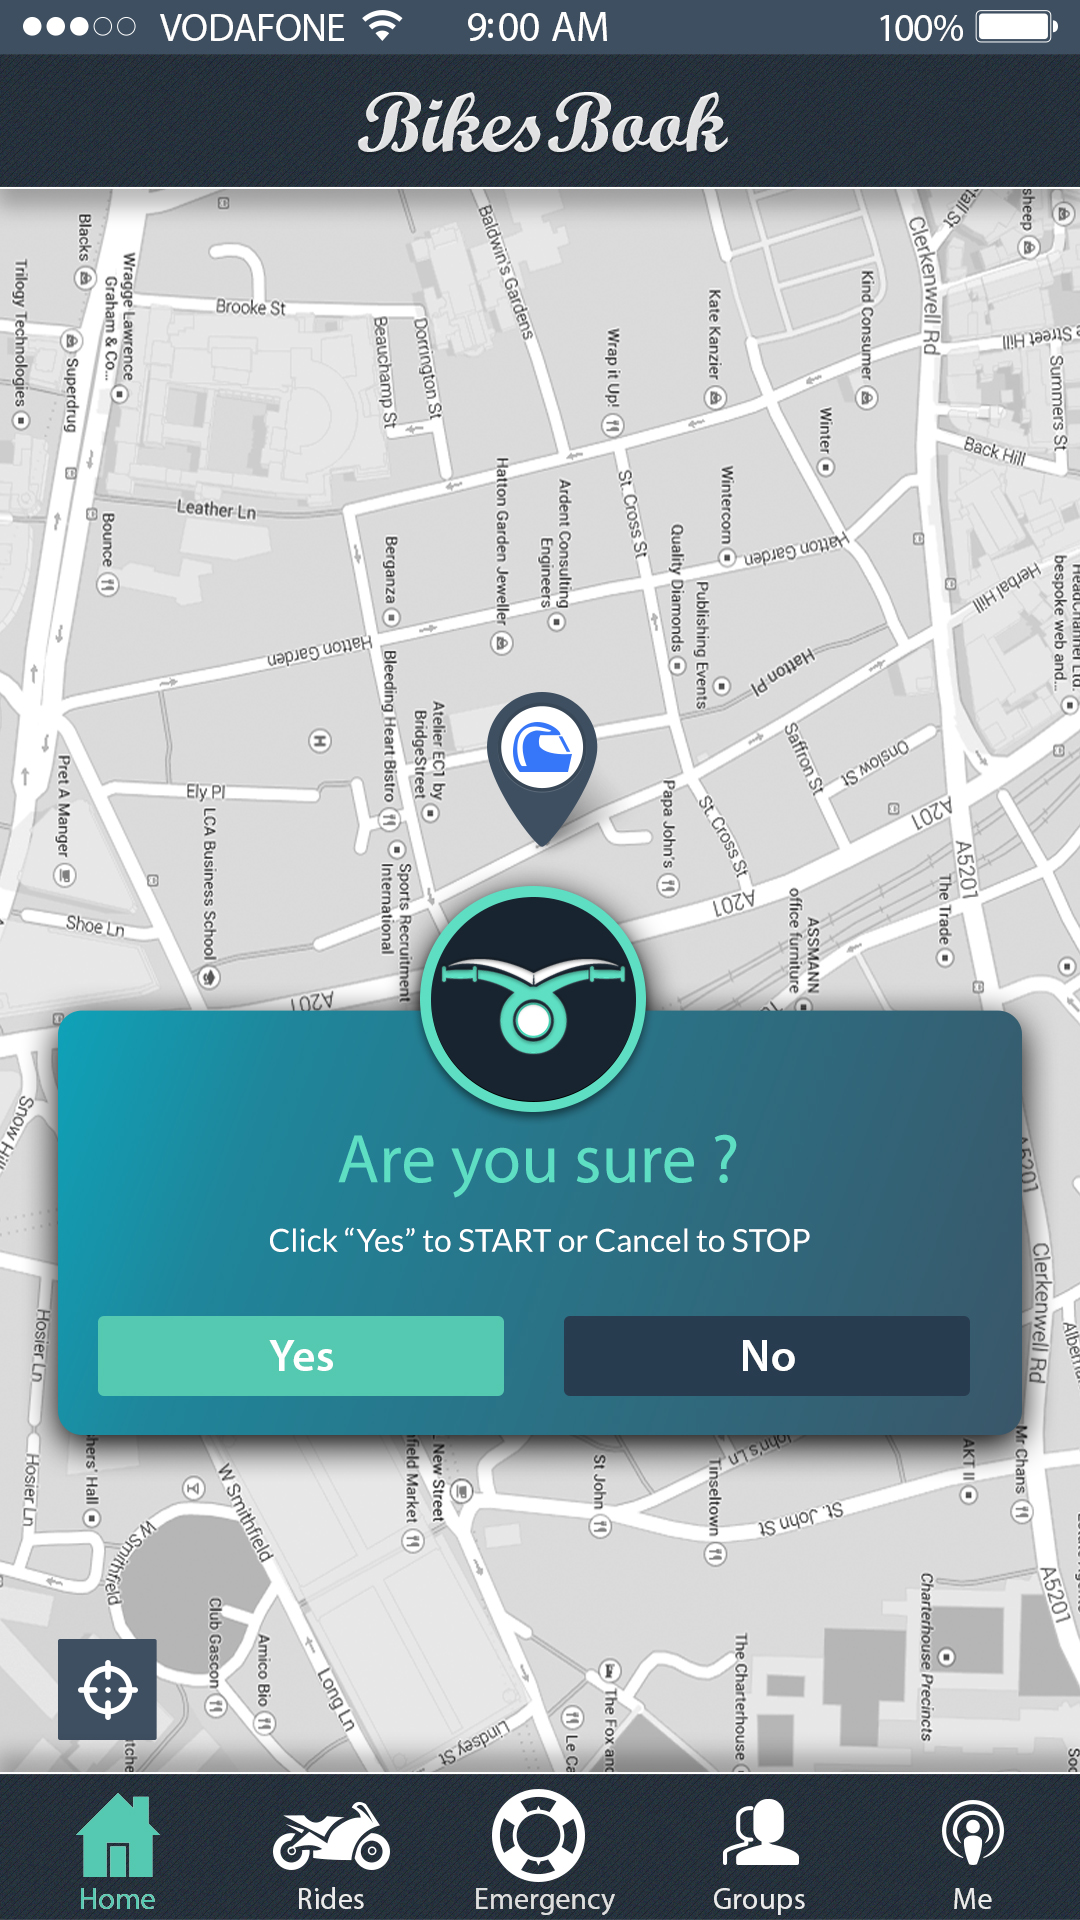 VODAFONE 9:00 AM 100%
BikesBook
Blacks
Trilogy Technologies
Wragge Lawrence
Graham & Co...
Superdrug
Brooke St
Beauchamp St
Dorrington St
Baldwin's Gardens
Wrap it Up!
Kate Kanzier
Kind Consumer
Clerkenwell Rd
sheep
Street Hill
Summers St
Back Hill
Winter
Wintercorn
Leather Ln
Bounce
Berganza
Hatton Garden Jeweller
Ardent Consulting
Engineers
St. Cross St
Quality Diamonds
Publishing Events
Hatton Garden
Herbal Hill
bespoke web and...
Hatton Garden
Hatton Pl
Bleeding Heart Bistro
Atelier EC1 by
BridgeStreet
Saffron St
Onslow St
Pret A Manger
Ely Pl
LCA Business School
Papa John's
St. Cross St
A201
A5201
Sports Recruitment
International
Shoe Ln
A201
The Trade
ASSMANN
office furniture
A201
Snow Hill
A5201
Are you sure ?
Click “Yes” to START or Cancel to STOP
Yes No
Clerkenwell Rd
Hosier Ln
Hosier Ln
W Smithfield
W Smithfield
New Street
St John
Tinseltown
St. John St
AKT II
Mr Chans
A5201
Club Gascon
Amico Bio
Long Ln
Lindsey St
The Charterhouse
Charterhouse Precincts
Home Rides Emergency Groups Me